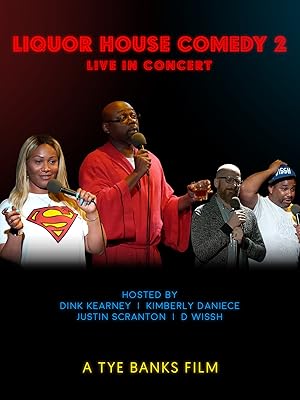 LIQUOR HOUSE COMEDY 2
LIVE IN CONCERT
HOSTED BY
DINK KEARNEY I KIMBERLY DANIECE
JUSTIN SCRANTON I D WISSH
A TYE BANKS FILM